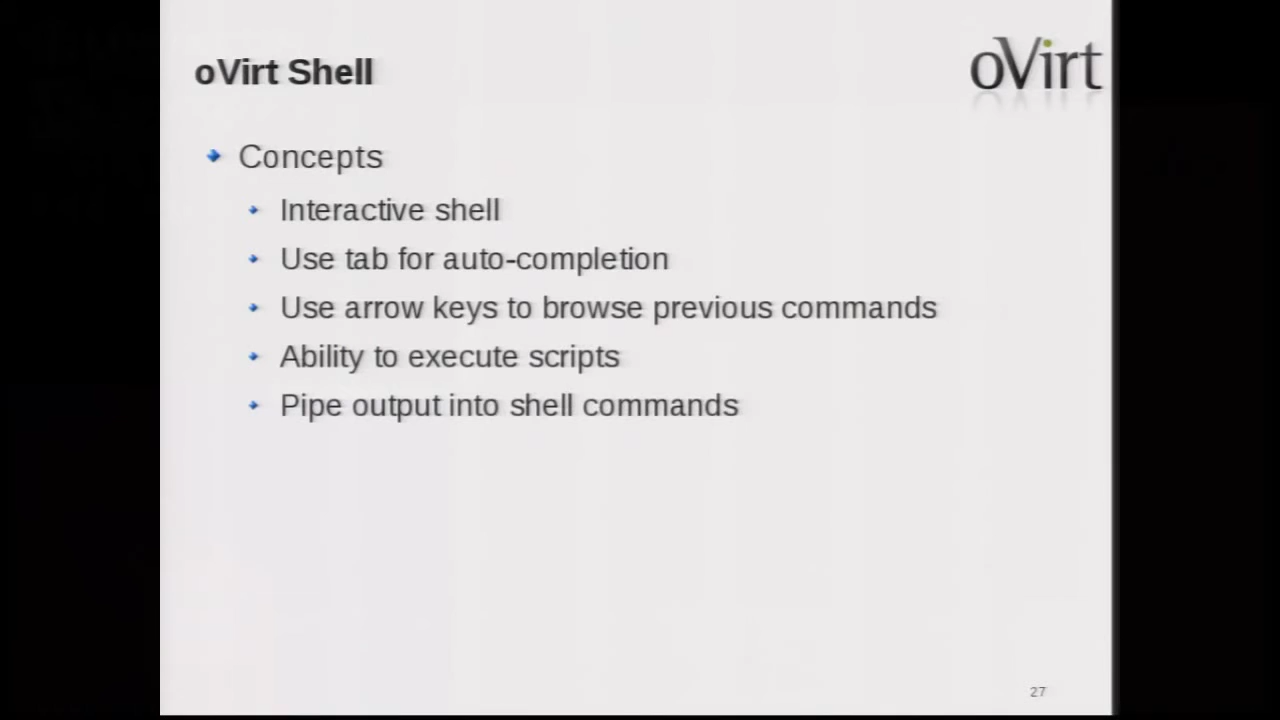 oVirt Shell
oVirt
Concepts
Interactive shell
Use tab for auto-completion
Use arrow keys to browse previous commands
Ability to execute scripts
Pipe output into shell commands
27